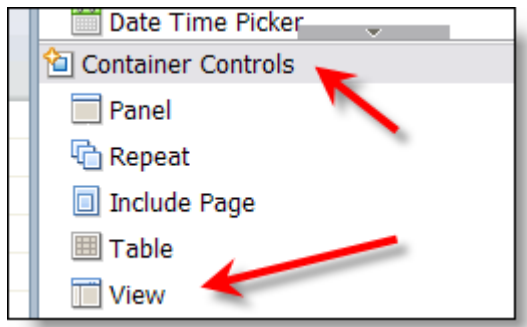 Date Time Picker
Container Controls
Panel
Repeat
Include Page
Table
View